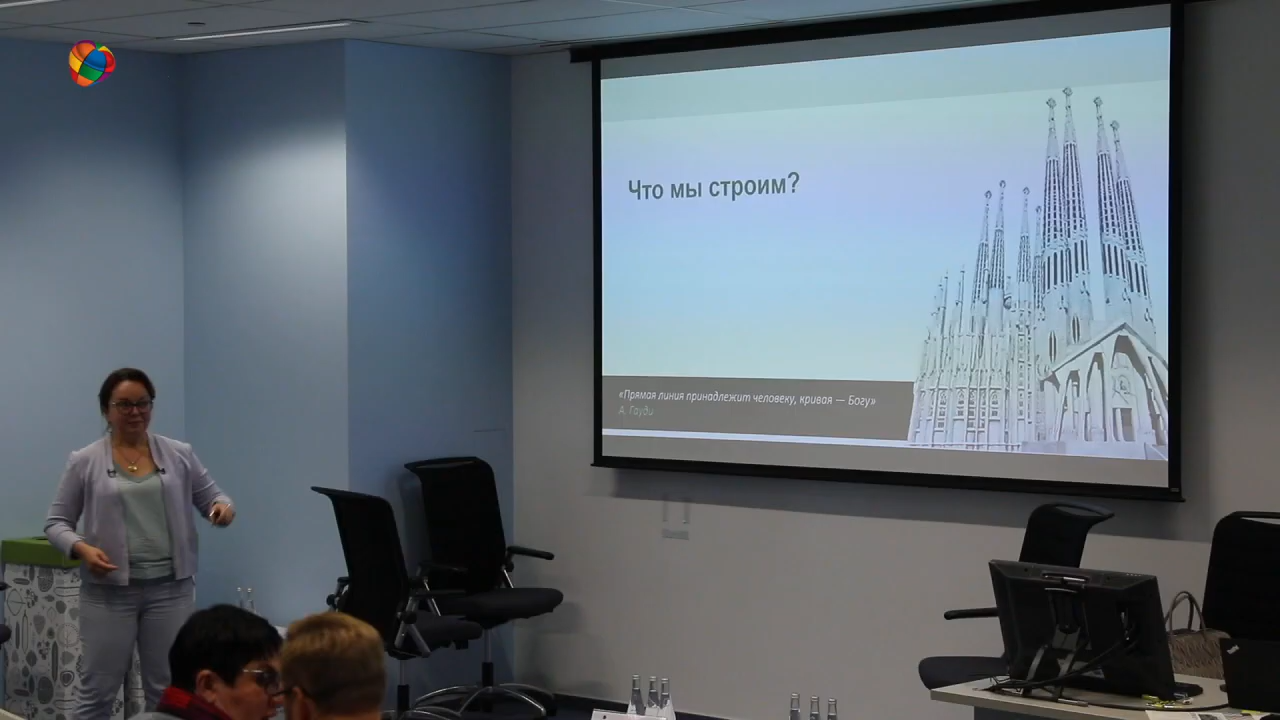 Что мы строим?
«Прямая линия принадлежит человеку, кривая — Богу»
А. Гауди